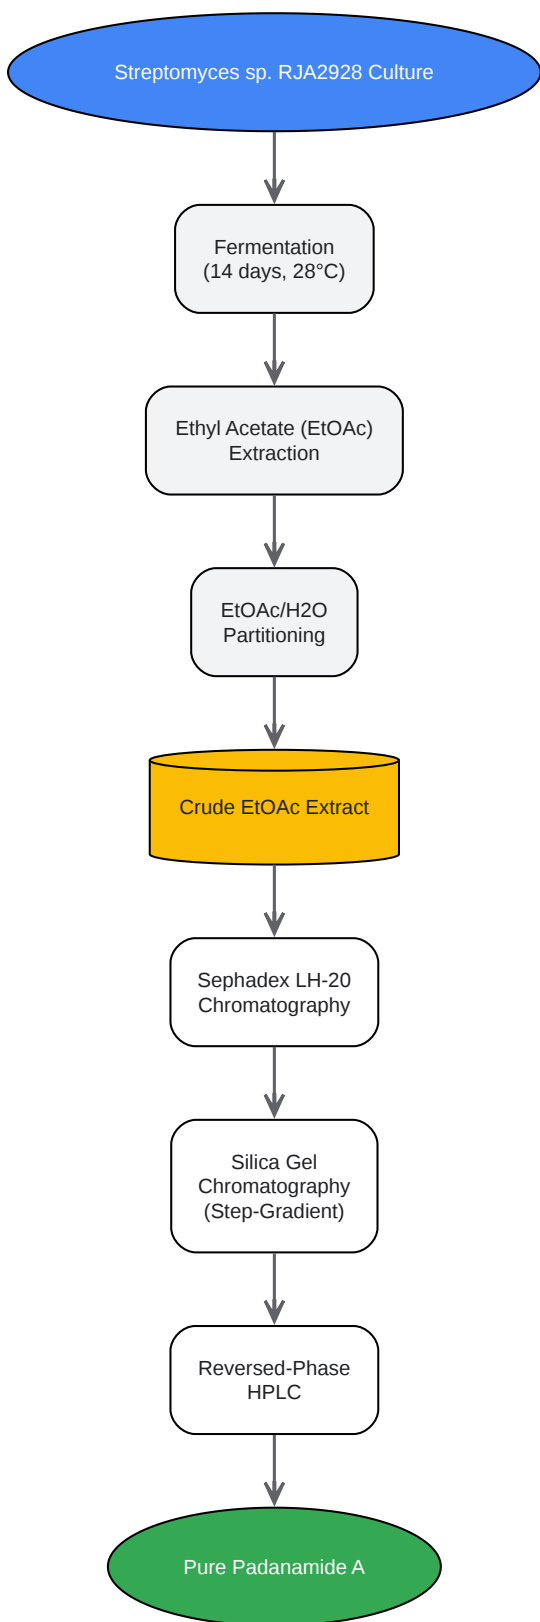 Streptomyces sp. RJA2928 Culture
Fermentation
(14 days, 28°C)
Ethyl Acetate (EtOAc)
Extraction
EtOAc/H2O
Partitioning
Crude EtOAc Extract
Sephadex LH-20
Chromatography
Silica Gel
Chromatography
(Step-Gradient)
Reversed-Phase
HPLC
Pure Padanamide A